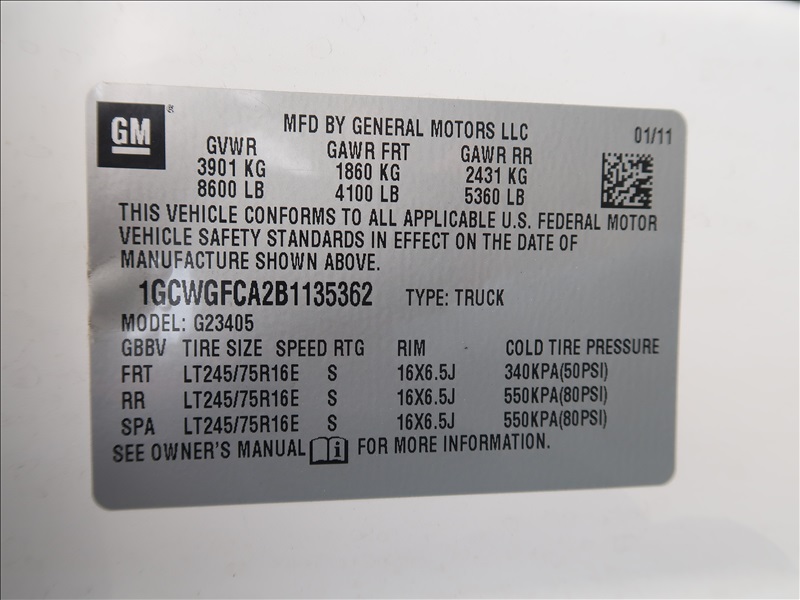 GM
MFD BY GENERAL MOTORS LLC 01/11
GVWR GAWR FRT GAWR RR
3901 KG 1860 KG 2431 KG
8600 LB 4100 LB 5360 LB
THIS VEHICLE CONFORMS TO ALL APPLICABLE U.S. FEDERAL MOTOR
VEHICLE SAFETY STANDARDS IN EFFECT ON THE DATE OF
MANUFACTURE SHOWN ABOVE.
1GCWGFCA2B1135362 TYPE: TRUCK
MODEL: G23405
GBBV TIRE SIZE SPEED RTG RIM COLD TIRE PRESSURE
FRT LT245/75R16E S 16X6.5J 340KPA(50PSI)
RR LT245/75R16E S 16X6.5J 550KPA(80PSI)
SPA LT245/75R16E S 16X6.5J 550KPA(80PSI)
SEE OWNER'S MANUAL i FOR MORE INFORMATION.